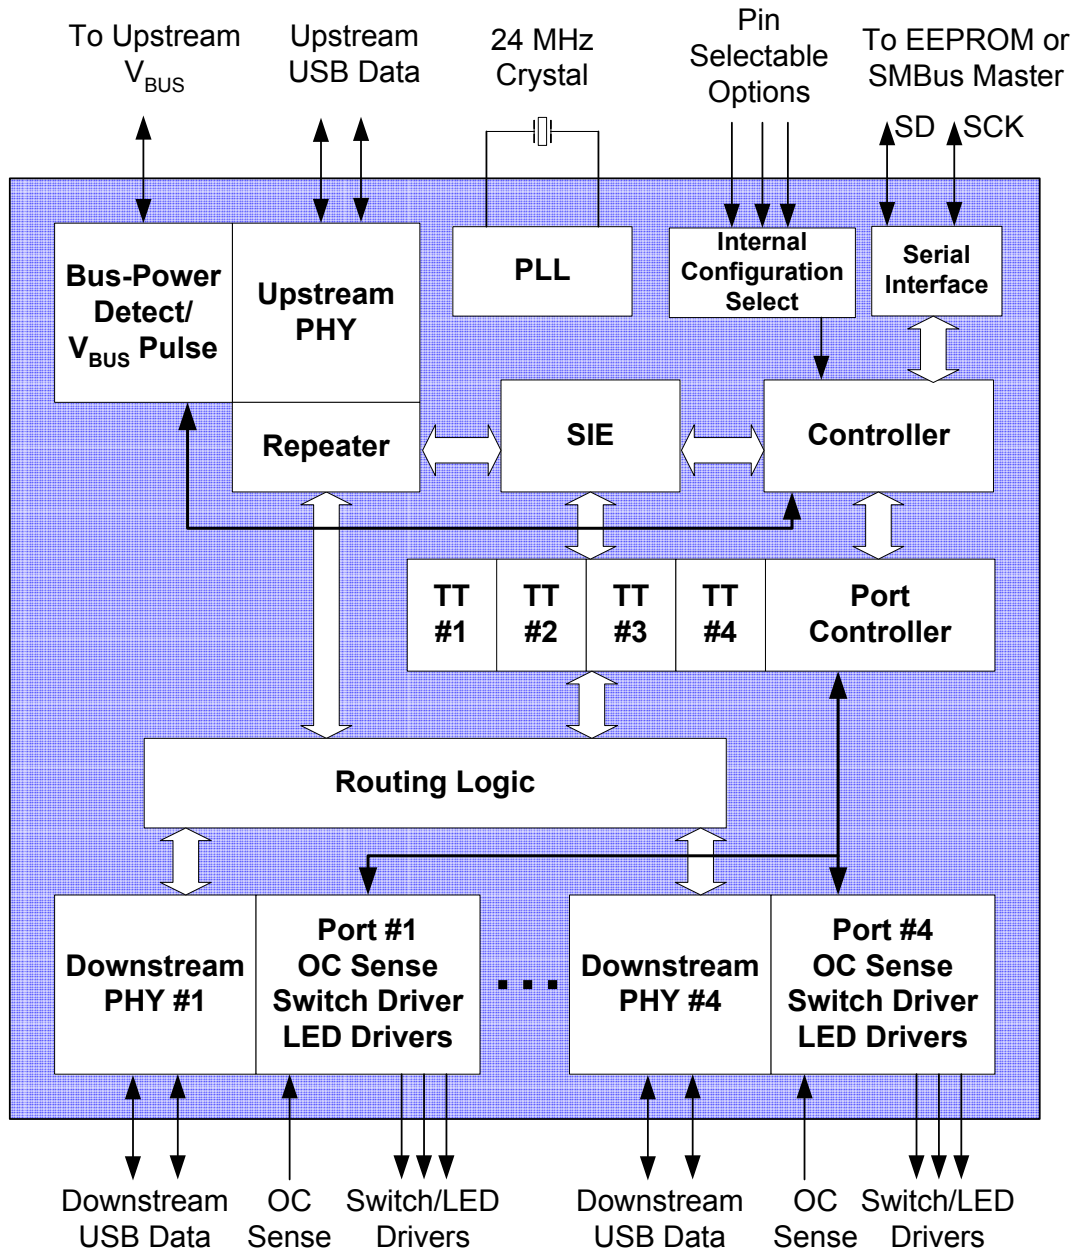 To Upstream
VBUS
Upstream
USB Data
24 MHz
Crystal
Pin
Selectable
Options
To EEPROM or
SMBus Master
SD
SCK
Bus-Power
Detect/
VBUS Pulse
Upstream
PHY
PLL
Internal
Configuration
Select
Serial
Interface
Repeater
SIE
Controller
TT
#1
TT
#2
TT
#3
TT
#4
Port
Controller
Routing Logic
Downstream
PHY #1
Port #1
OC Sense
Switch Driver
LED Drivers
...
Downstream
PHY #4
Port #4
OC Sense
Switch Driver
LED Drivers
Downstream
USB Data
OC
Sense
Switch/LED
Drivers
Downstream
USB Data
OC
Sense
Switch/LED
Drivers